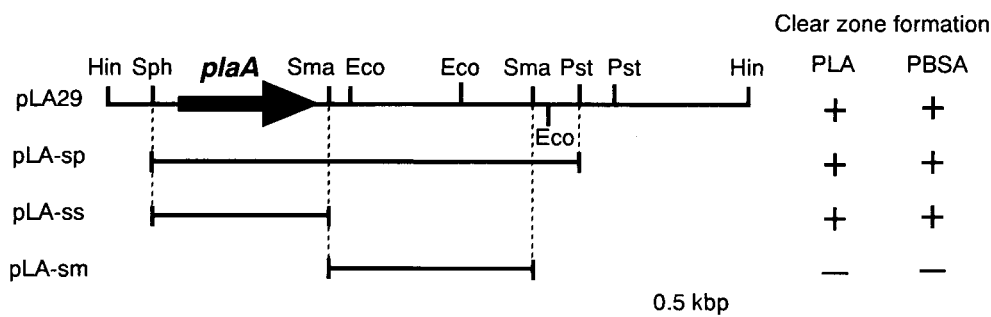 Clear zone formation
Hin Sph plaA Sma Eco Eco Sma Pst Pst Hin PLA PBSA
pLA29 + +
Eco
pLA-sp + +
pLA-ss + +
pLA-sm — —
0.5 kbp